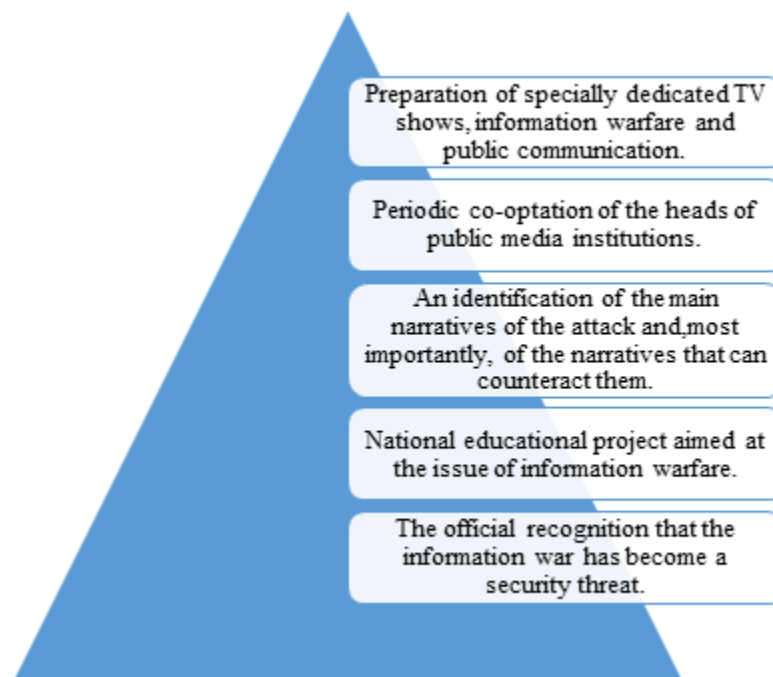 Preparation of specially dedicated TV
shows, information warfare and
public communication.
Periodic co-optation of the heads of
public media institutions.
An identification of the main
narratives of the attack and,most
importantly, of the narratives that can
counteract them.
National educational project aimed at
the issue of information warfare.
The official recognition that the
information war has become a
security threat.